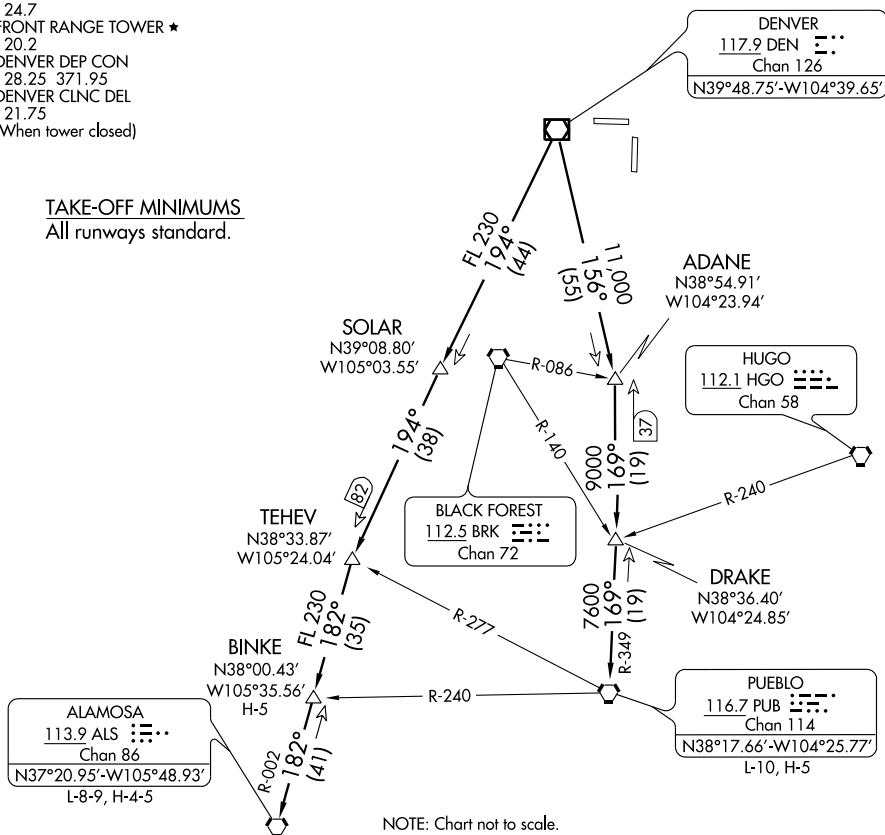 24.7
FRONT RANGE TOWER ★
20.2
DENVER DEP CON
28.25 371.95
DENVER CLNC DEL
21.75
(When tower closed)
DENVER
117.9 DEN
Chan 126
N39°48.75'-W104°39.65'
TAKE-OFF MINIMUMS
All runways standard.
FL 230
194°
(44)
11,000
156°
(55)
ADANE
N38°54.91'
W104°23.94'
SOLAR
N39°08.80'
W105°03.55'
R-086
HUGO
112.1 HGO
Chan 58
194°
(38)
R-140
37
9000
169°
(19)
R-240
82
BLACK FOREST
112.5 BRK
Chan 72
TEHEV
N38°33.87'
W105°24.04'
DRAKE
N38°36.40'
W104°24.85'
FL 230
182°
(35)
R-277
7600
169°
(19)
R-349
BINKE
N38°00.43'
W105°35.56'
H-5
R-240
PUEBLO
116.7 PUB
Chan 114
N38°17.66'-W104°25.77'
L-10, H-5
ALAMOSA
113.9 ALS
Chan 86
N37°20.95'-W105°48.93'
L-8-9, H-4-5
R-002
182°
(41)
NOTE: Chart not to scale.